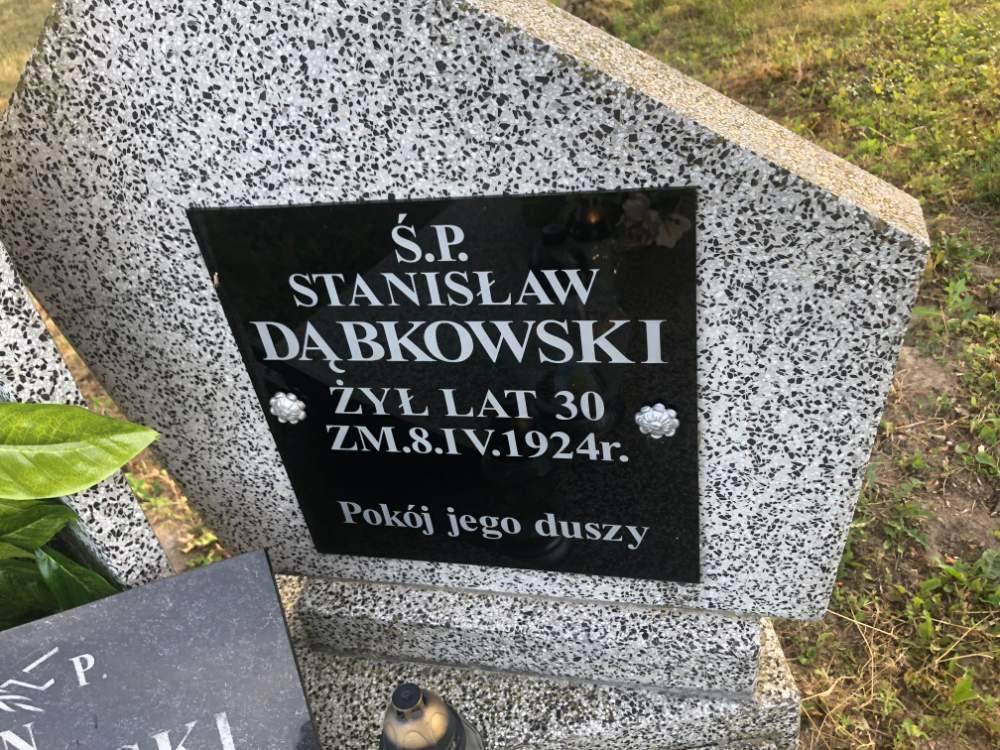 Ś.P.
STANISŁAW
DĄBKOWSKI
ŻYŁ LAT 30
ZM.8.IV.1924r.
Pokój jego duszy
P.